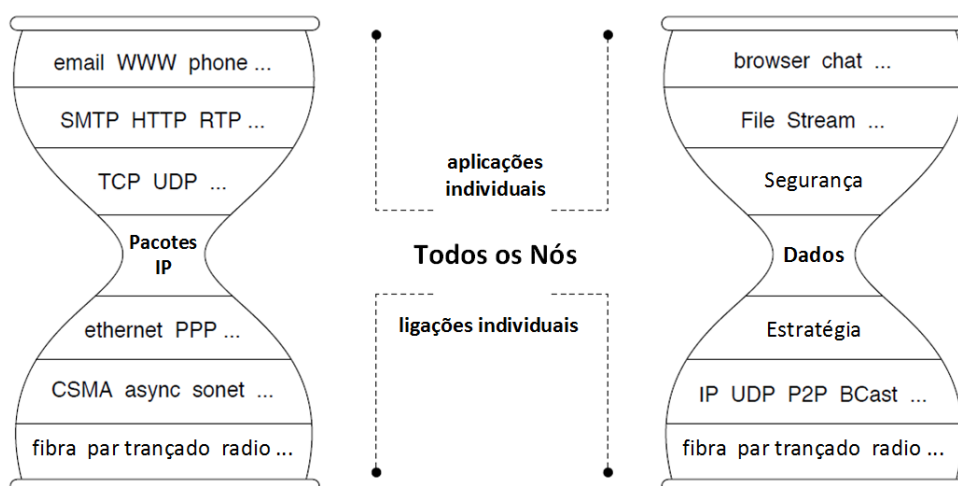 email WWW phone ...
SMTP HTTP RTP ...
TCP UDP ...
Pacotes
IP
ethernet PPP ...
CSMA async sonet ...
fibra par trançado radio ...
aplicações
individuais
Todos os Nós
ligações individuais
browser chat ...
File Stream ...
Segurança
Dados
Estratégia
IP UDP P2P BCast ...
fibra par trançado radio ...